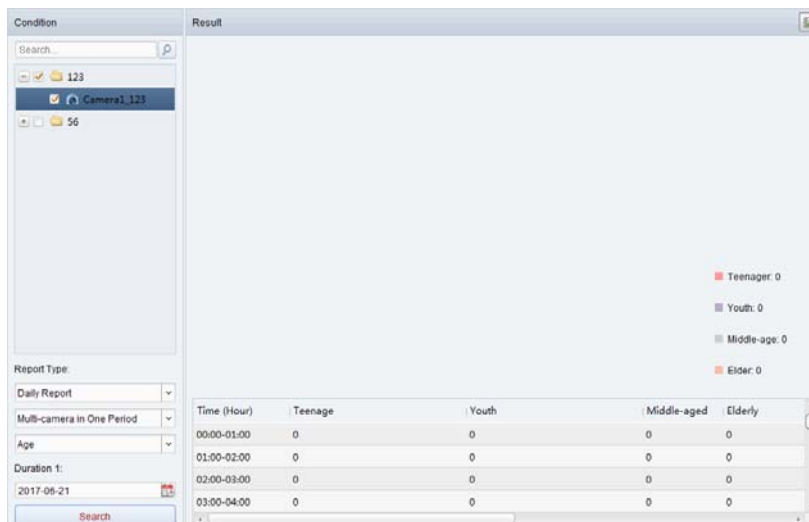 Condition
Search...
123
Camera1_123
56
Report Type:
Daily Report
Multi-camera in One Period
Age
Duration 1:
2017-06-21
Search
Result
Teenager: 0
Youth: 0
Middle-age: 0
Elder: 0
Time (Hour) Teenage Youth Middle-aged Elderly
00:00-01:00 0 0 0 0
01:00-02:00 0 0 0 0
02:00-03:00 0 0 0 0
03:00-04:00 0 0 0 0